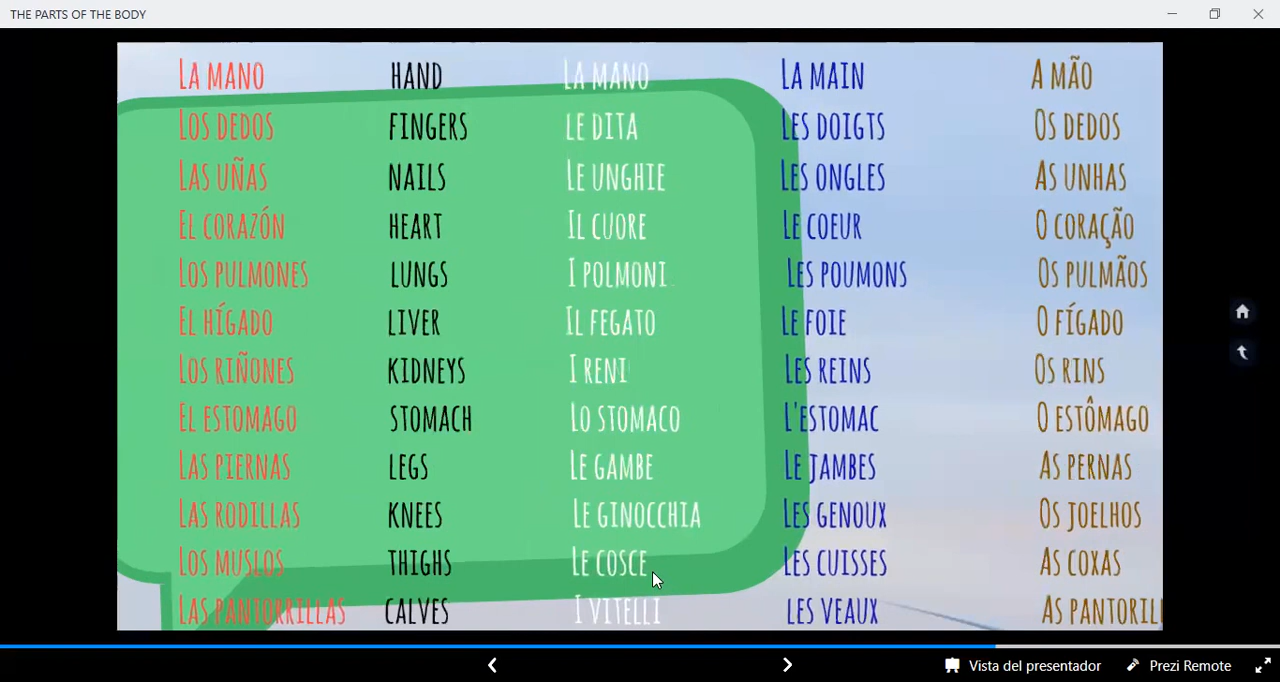 THE PARTS OF THE BODY
LA MANO HAND LA MANO LA MAIN A MÃO
LOS DEDOS FINGERS LE DITA LES DOIGTS OS DEDOS
LAS UÑAS NAILS LE UNGHIE LES ONGLES AS UNHAS
EL CORAZÓN HEART IL CUORE LE COEUR O CORAÇÃO
LOS PULMONES LUNGS I POLMONI LES POUMONS OS PULMÃOS
EL HÍGADO LIVER IL FEGATO LE FOIE O FÍGADO
LOS RIÑONES KIDNEYS I RENI LES REINS OS RINS
EL ESTOMAGO STOMACH LO STOMACO L'ESTOMAC O ESTÔMAGO
LAS PIERNAS LEGS LE GAMBE LE JAMBES AS PERNAS
LAS RODILLAS KNEES LE GINOCCHIA LES GENOUX OS JOELHOS
LOS MUSLOS THIGHS LE COSCE LES CUISSES AS COXAS
LAS PANTORRILLAS CALVES I VITELLI LES VEAUX AS PANTORILL
Vista del presentador Prezi Remote